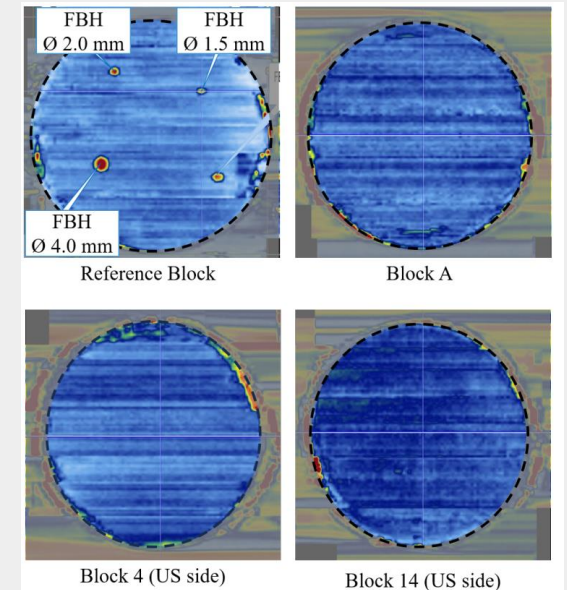 FBH
Ø 2.0 mm
FBH
Ø 1.5 mm
FBH
Ø 4.0 mm
Reference Block
Block A
Block 4 (US side)
Block 14 (US side)